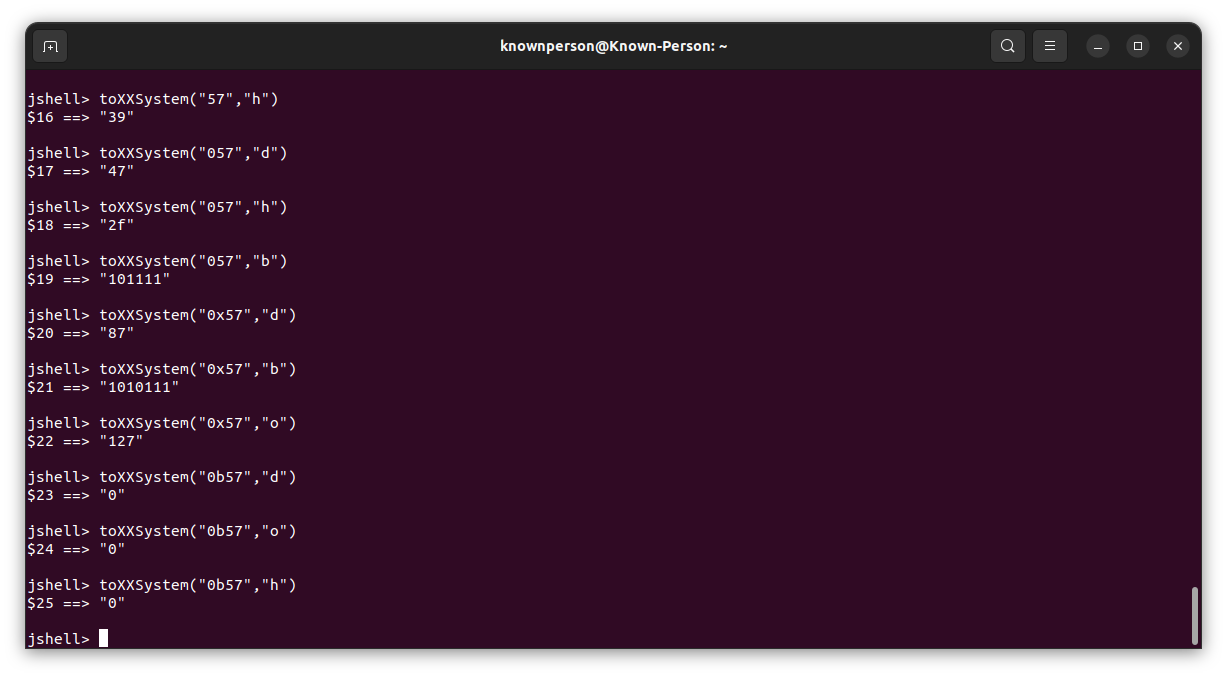 knownperson@Known-Person: ~
jshell> toXXSystem("57","h")
$16 ==> "39"
jshell> toXXSystem("057","d")
$17 ==> "47"
jshell> toXXSystem("057","h")
$18 ==> "2f"
jshell> toXXSystem("057","b")
$19 ==> "101111"
jshell> toXXSystem("0x57","d")
$20 ==> "87"
jshell> toXXSystem("0x57","b")
$21 ==> "1010111"
jshell> toXXSystem("0x57","o")
$22 ==> "127"
jshell> toXXSystem("0b57","d")
$23 ==> "0"
jshell> toXXSystem("0b57","o")
$24 ==> "0"
jshell> toXXSystem("0b57","h")
$25 ==> "0"
jshell>